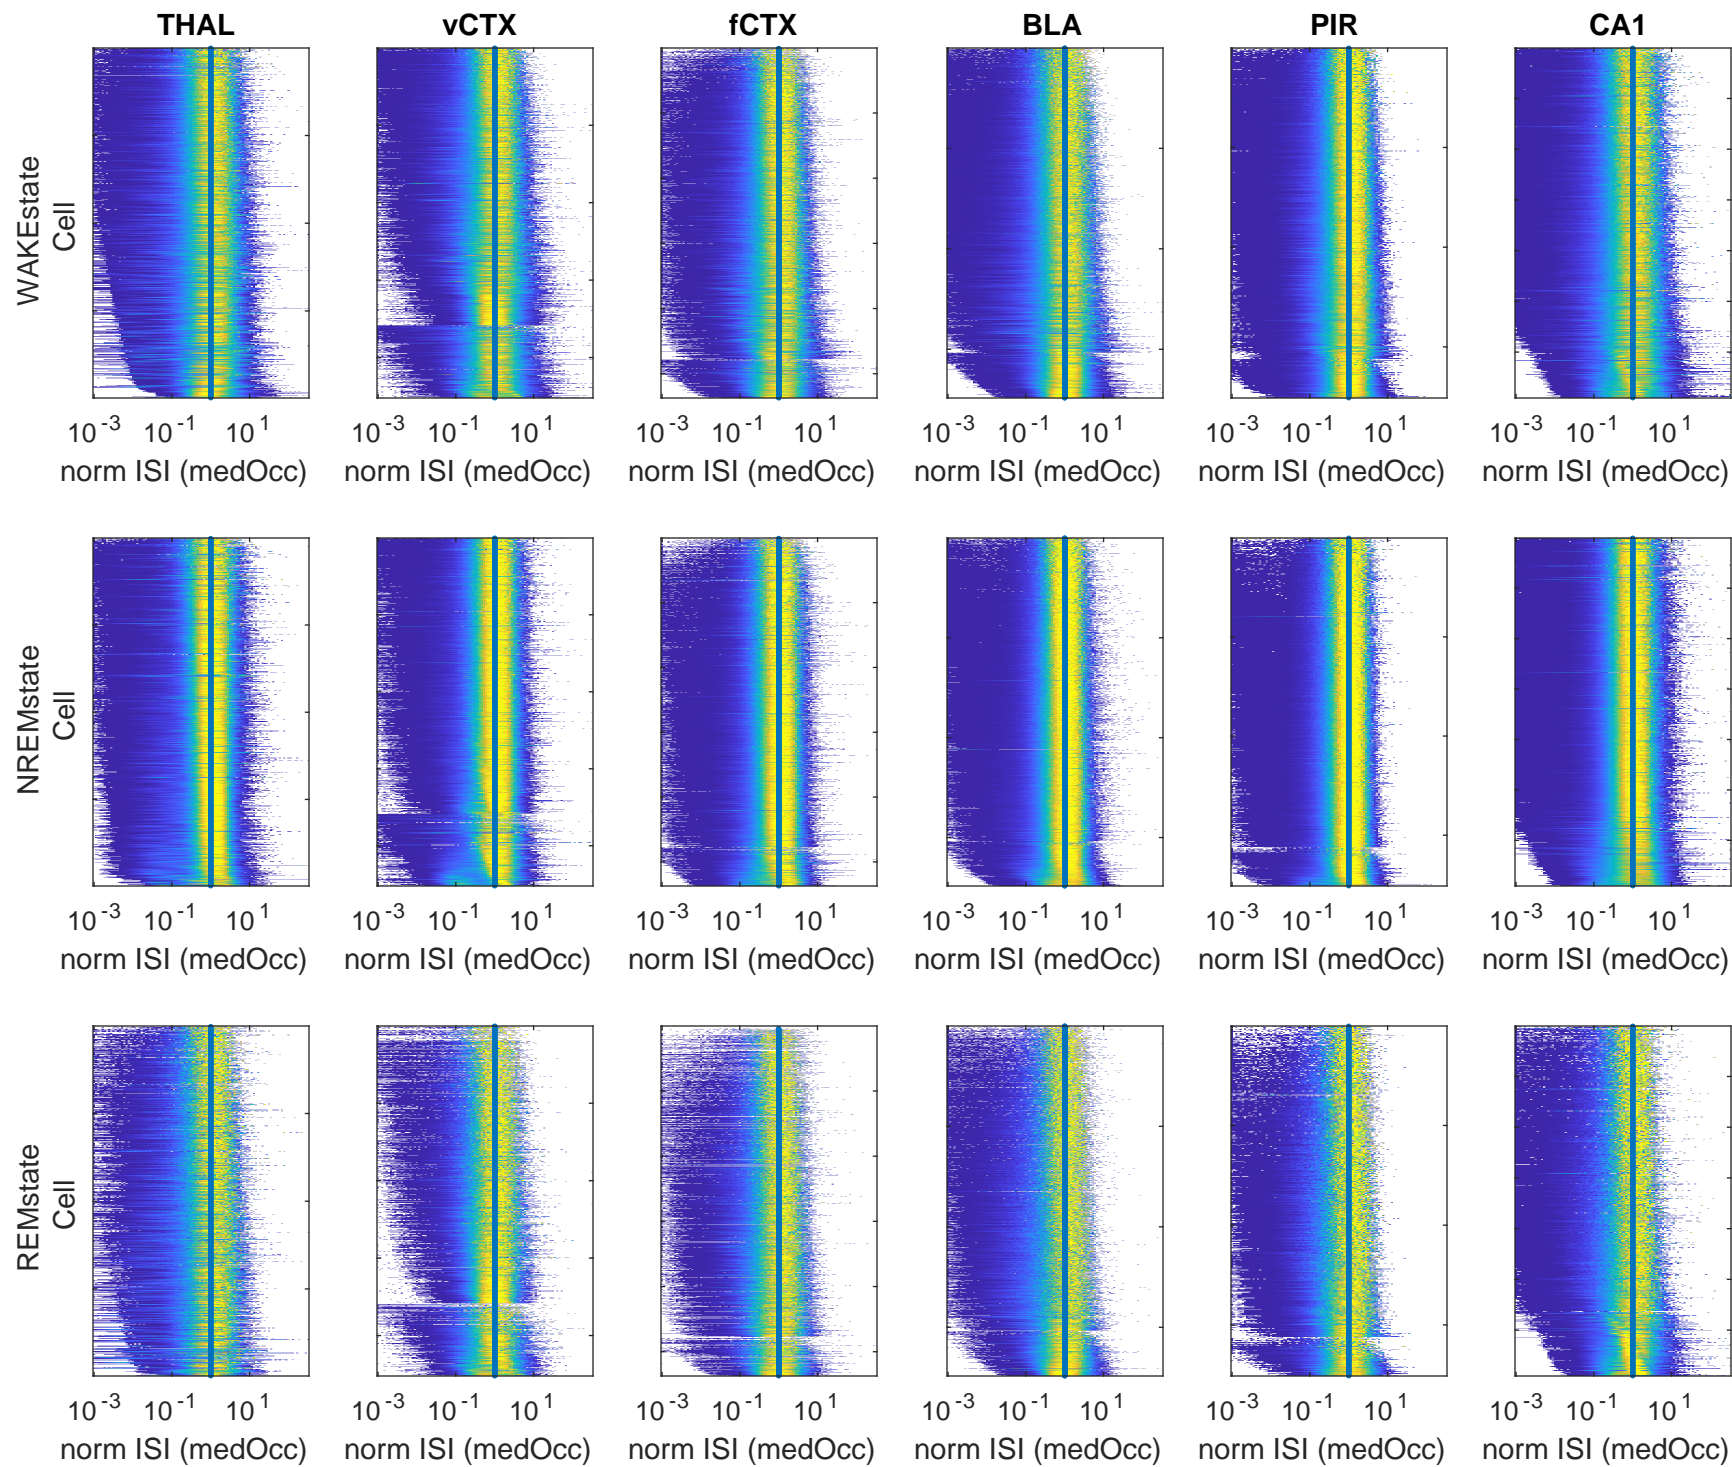 THAL vCTX fCTX BLA PIR CA1
WAKEstate
Cell
10^-3 10^-1 10^1 10^-3 10^-1 10^1 10^-3 10^-1 10^1 10^-3 10^-1 10^1 10^-3 10^-1 10^1 10^-3 10^-1 10^1
norm ISI (medOcc) norm ISI (medOcc) norm ISI (medOcc) norm ISI (medOcc) norm ISI (medOcc) norm ISI (medOcc)
NREMstate
Cell
10^-3 10^-1 10^1 10^-3 10^-1 10^1 10^-3 10^-1 10^1 10^-3 10^-1 10^1 10^-3 10^-1 10^1 10^-3 10^-1 10^1
norm ISI (medOcc) norm ISI (medOcc) norm ISI (medOcc) norm ISI (medOcc) norm ISI (medOcc) norm ISI (medOcc)
REMstate
Cell
10^-3 10^-1 10^1 10^-3 10^-1 10^1 10^-3 10^-1 10^1 10^-3 10^-1 10^1 10^-3 10^-1 10^1 10^-3 10^-1 10^1
norm ISI (medOcc) norm ISI (medOcc) norm ISI (medOcc) norm ISI (medOcc) norm ISI (medOcc) norm ISI (medOcc)